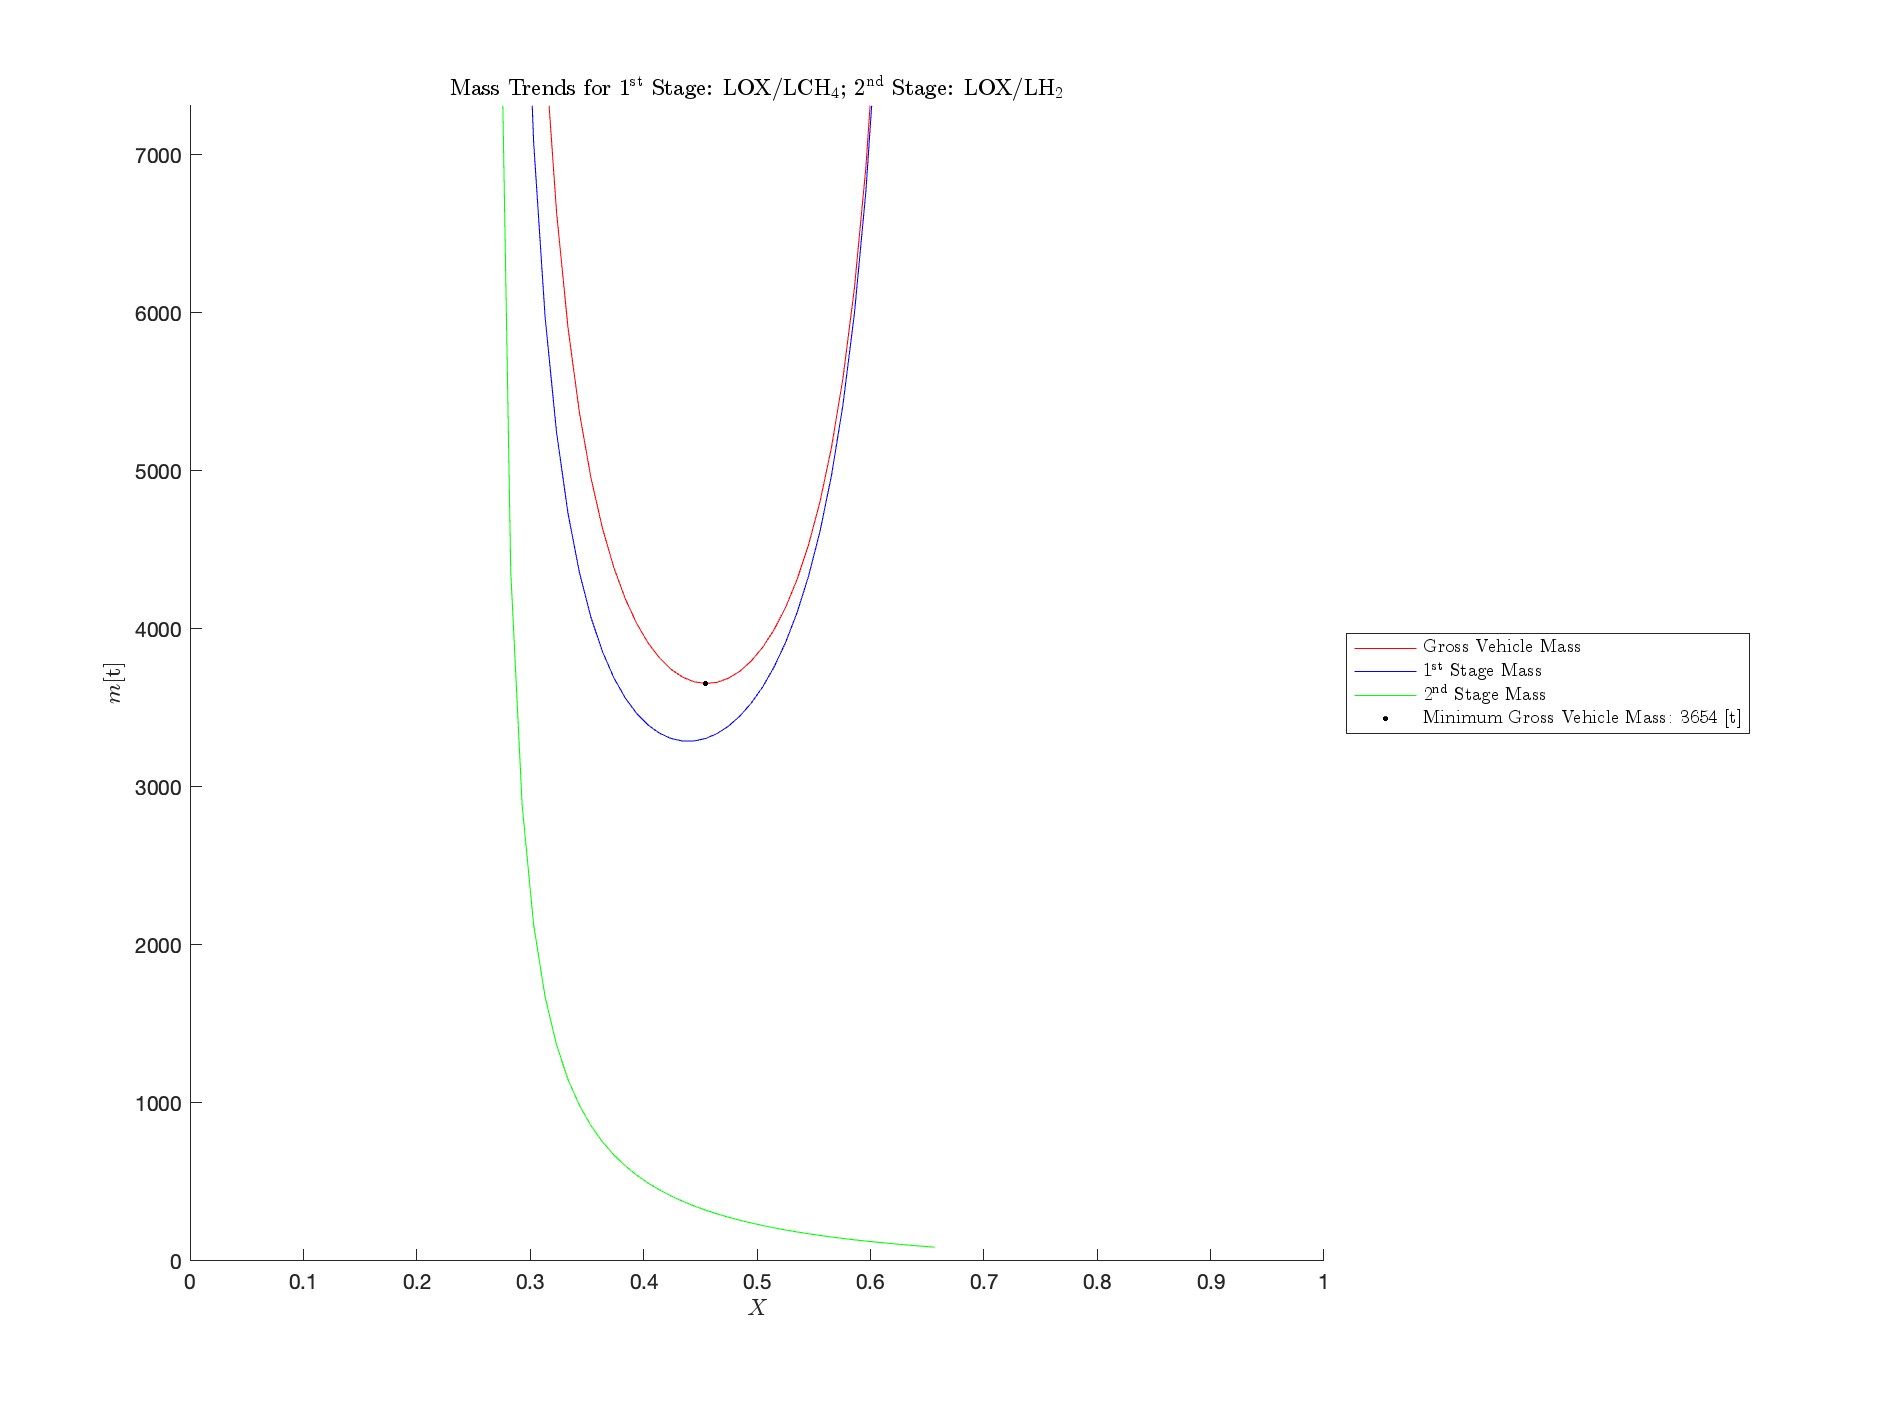 Mass Trends for 1st Stage: LOX/LCH4; 2nd Stage: LOX/LH2
7000
6000
5000
4000
3000
2000
1000
0
m[t]
0 0.1 0.2 0.3 0.4 0.5 0.6 0.7 0.8 0.9 1
X
Gross Vehicle Mass
1st Stage Mass
2nd Stage Mass
Minimum Gross Vehicle Mass: 3654 [t]